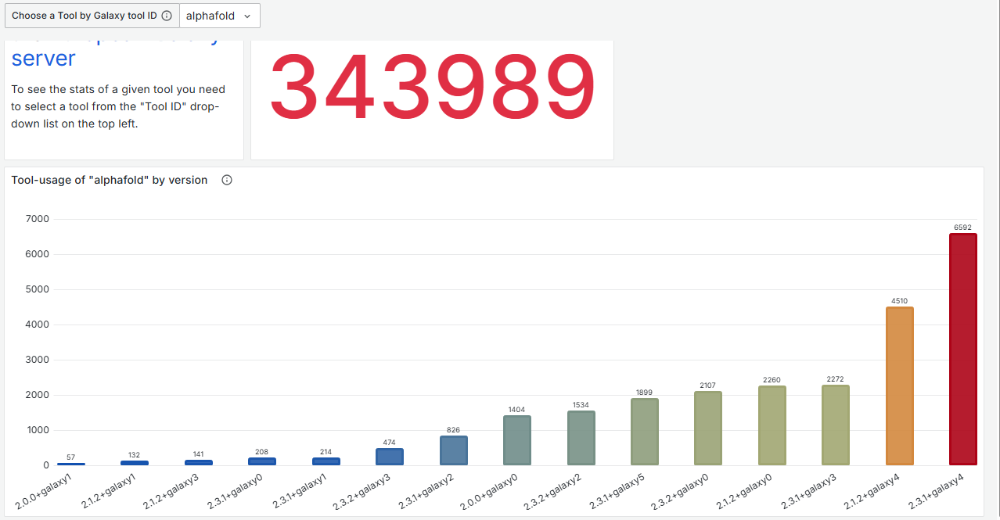 Choose a Tool by Galaxy tool ID
alphafold
server
To see the stats of a given tool you need
to select a tool from the "Tool ID" drop-
down list on the top left.
343989
Tool-usage of "alphafold" by version
7000
6000
5000
4000
3000
2000
1000
0
57
132
141
208
214
474
826
1404
1534
1899
2107
2260
2272
4510
6592
2.0.0+galaxy1
2.1.2+galaxy1
2.1.2+galaxy3
2.3.1+galaxy0
2.3.1+galaxy1
2.3.2+galaxy3
2.3.1+galaxy2
2.0.0+galaxy0
2.3.2+galaxy2
2.3.1+galaxy5
2.3.2+galaxy0
2.1.2+galaxy0
2.3.1+galaxy3
2.1.2+galaxy4
2.3.1+galaxy4